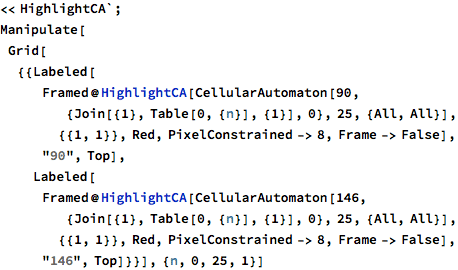 << HighlightCA`;
Manipulate[
Grid[
{{Labeled[
Framed@HighlightCA[CellularAutomaton[90,
{Join[{1}, Table[0, {n}], {1}], 0}, 25, {All, All}],
{{1, 1}}, Red, PixelConstrained -> 8, Frame -> False],
"90", Top],
Labeled[
Framed@HighlightCA[CellularAutomaton[146,
{Join[{1}, Table[0, {n}], {1}], 0}, 25, {All, All}],
{{1, 1}}, Red, PixelConstrained -> 8, Frame -> False],
"146", Top]}}], {n, 0, 25, 1}]